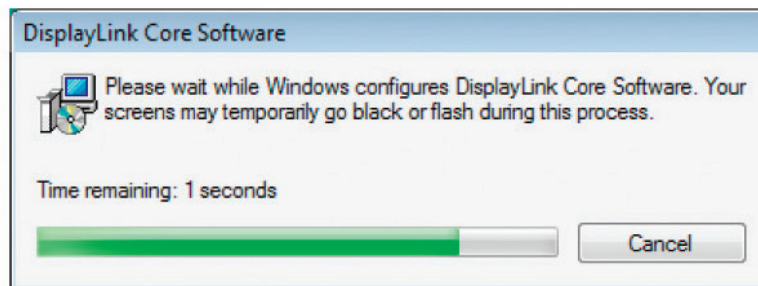 DisplayLink Core Software
Please wait while Windows configures DisplayLink Core Software. Your
screens may temporarily go black or flash during this process.
Time remaining: 1 seconds
Cancel